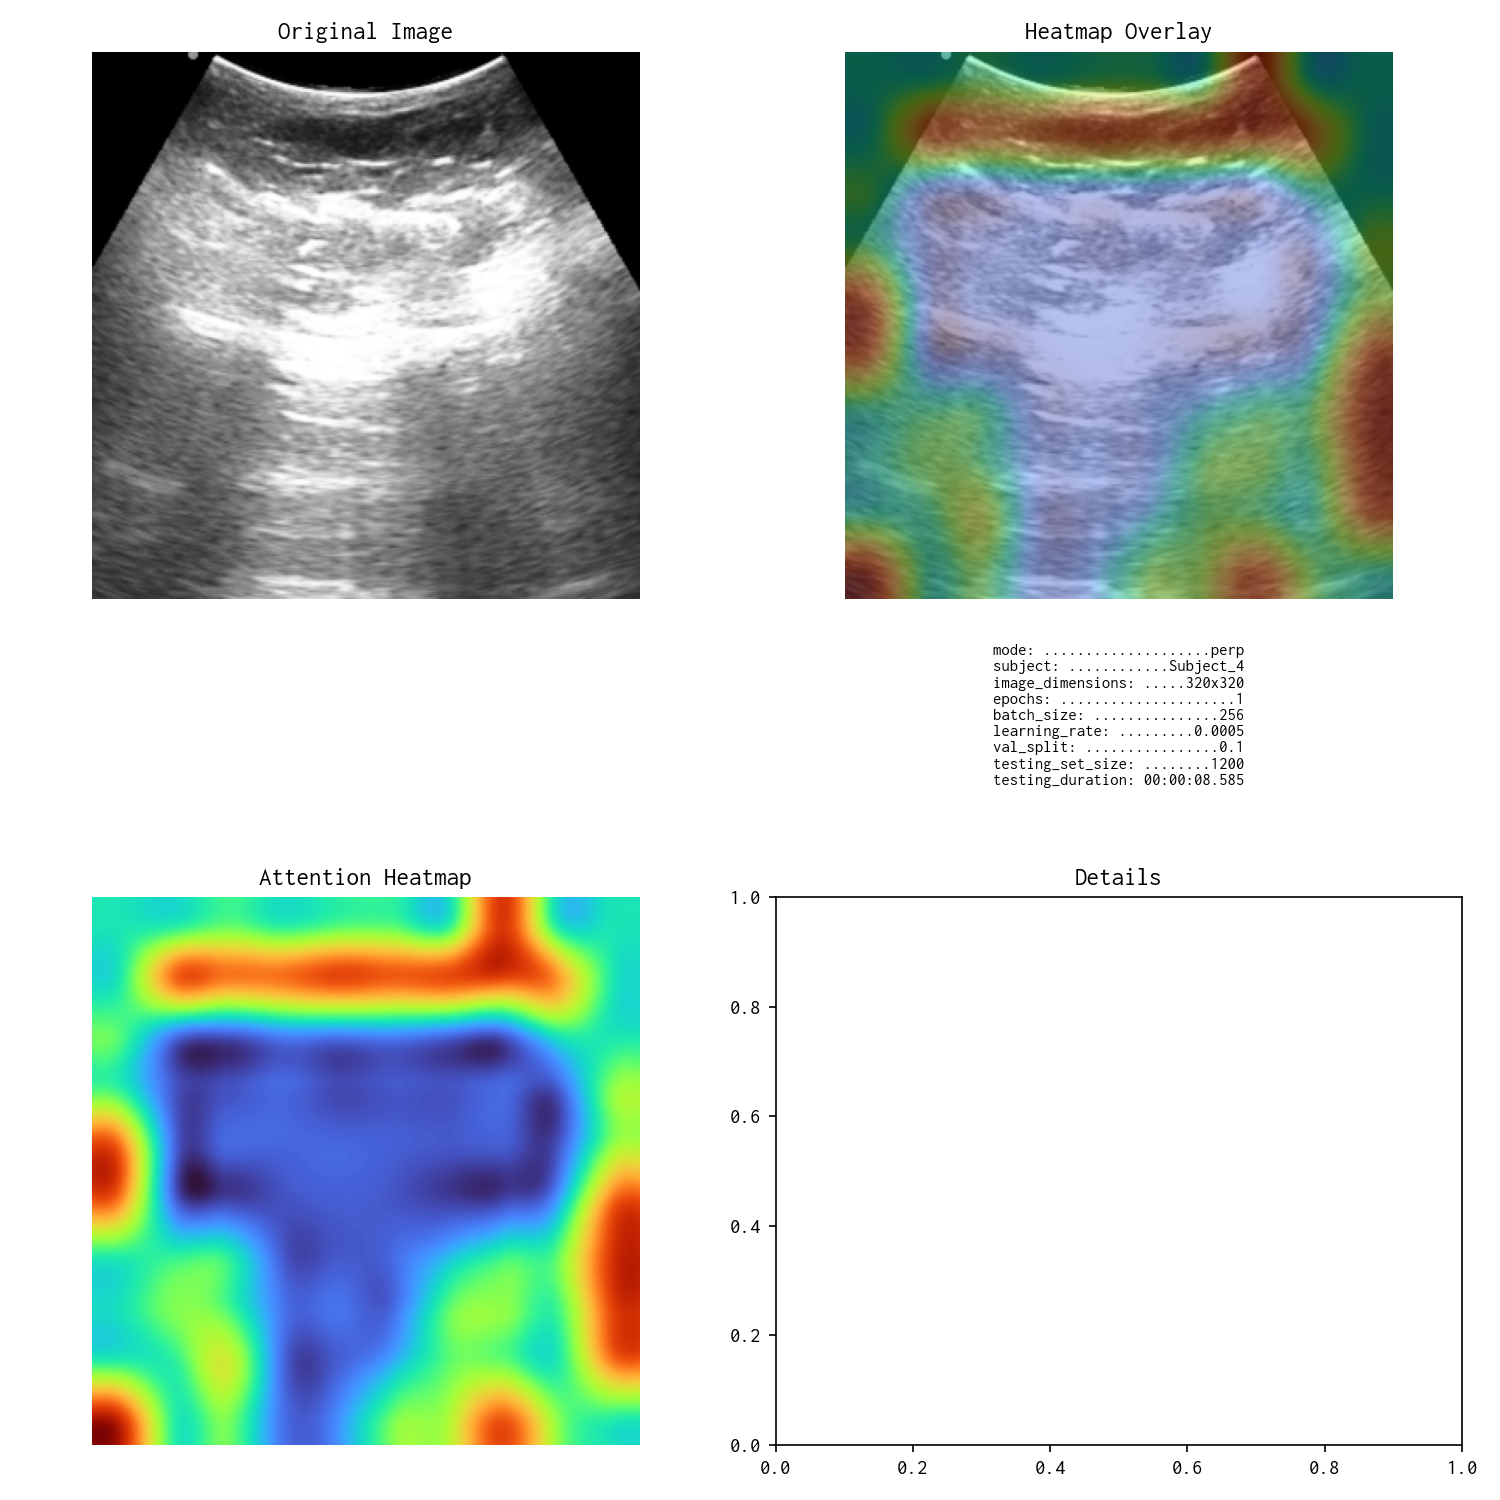 Original Image
Heatmap Overlay
mode: ....................perp
subject: ............Subject_4
image_dimensions: .....320x320
epochs: .....................1
batch_size: ...............256
learning_rate: .........0.0005
val_split: ................0.1
testing_set_size: ........1200
testing_duration: 00:00:08.585
Attention Heatmap
Details
1.0
0.8
0.6
0.4
0.2
0.0
0.0 0.2 0.4 0.6 0.8 1.0